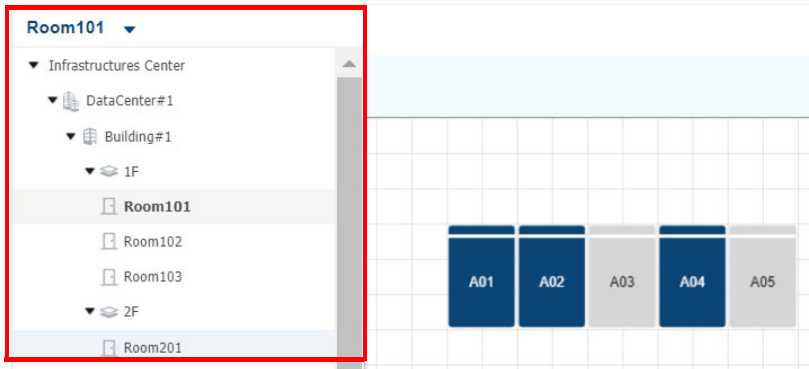 Room101
Infrastructures Center
DataCenter#1
Building#1
1F
Room101
Room102
Room103
2F
Room201
A01 A02 A03 A04 A05